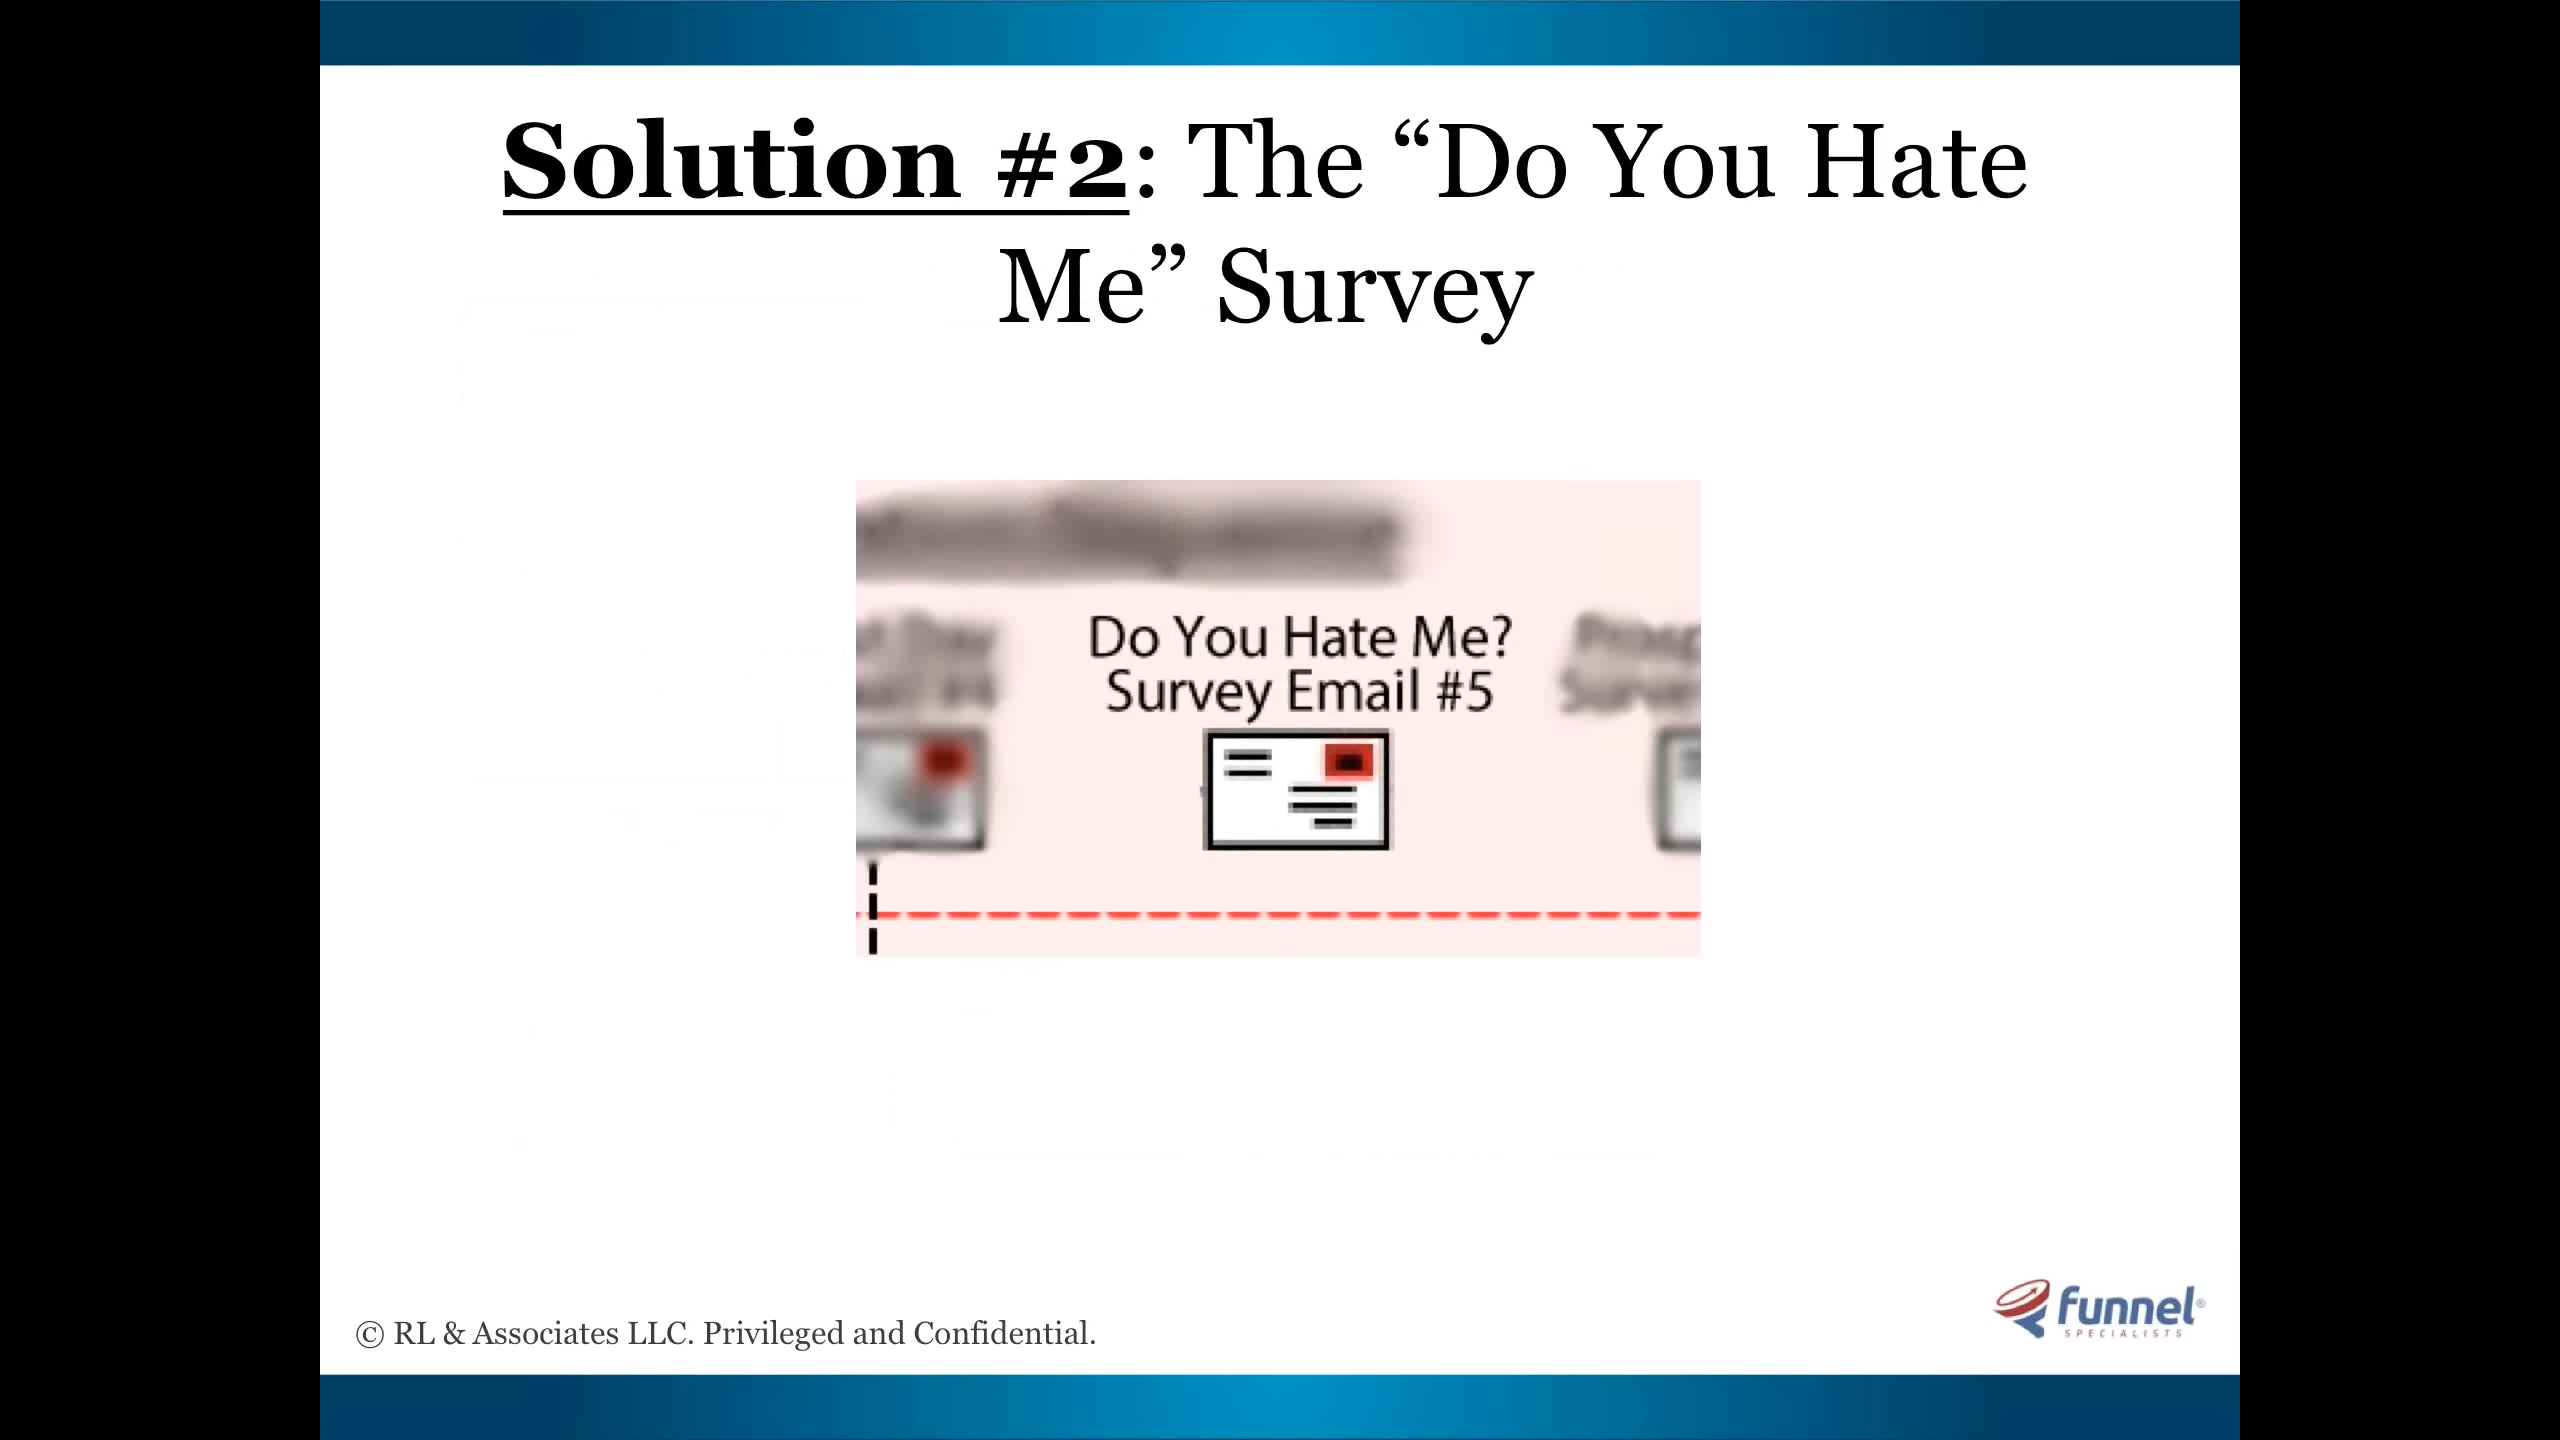 Solution #2: The “Do You Hate
Me” Survey
Do You Hate Me?
Survey Email #5
© RL & Associates LLC. Privileged and Confidential.
funnel®
SPECIALISTS